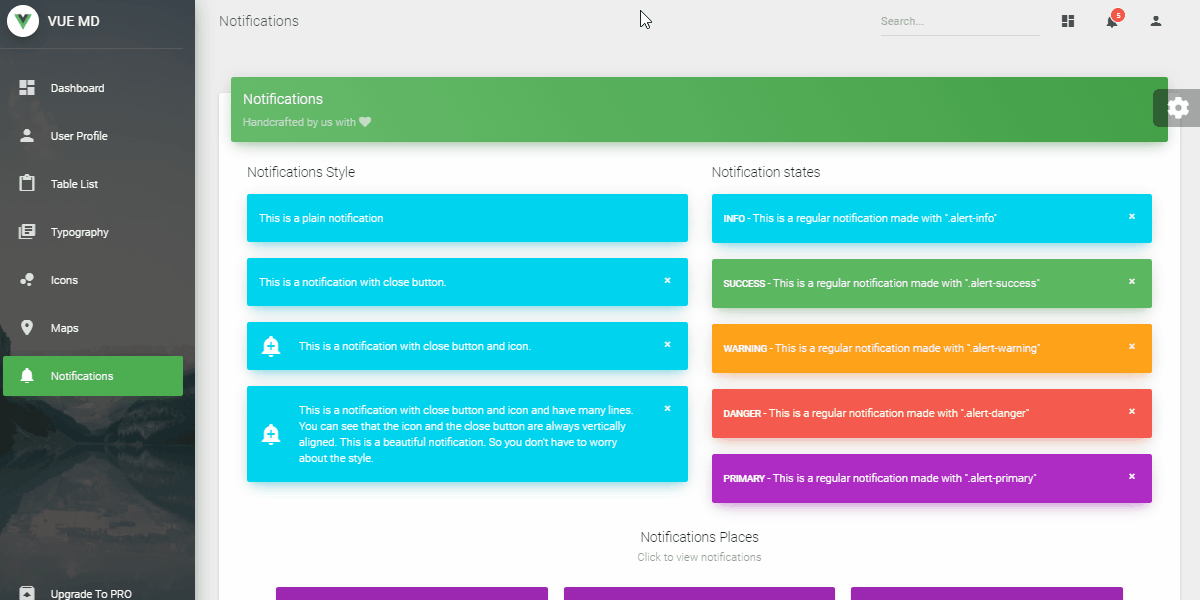 VUE MD
Dashboard
User Profile
Table List
Typography
Icons
Maps
Notifications
Upgrade To PRO
Notifications
Search...
5
Notifications
Handcrafted by us with
Notifications Style
This is a plain notification
This is a notification with close button.
This is a notification with close button and icon.
This is a notification with close button and icon and have many lines.
You can see that the icon and the close button are always vertically
aligned. This is a beautiful notification. So you don't have to worry
about the style.
Notification states
INFO - This is a regular notification made with ".alert-info"
SUCCESS - This is a regular notification made with ".alert-success"
WARNING - This is a regular notification made with ".alert-warning"
DANGER - This is a regular notification made with ".alert-danger"
PRIMARY - This is a regular notification made with ".alert-primary"
Notifications Places
Click to view notifications